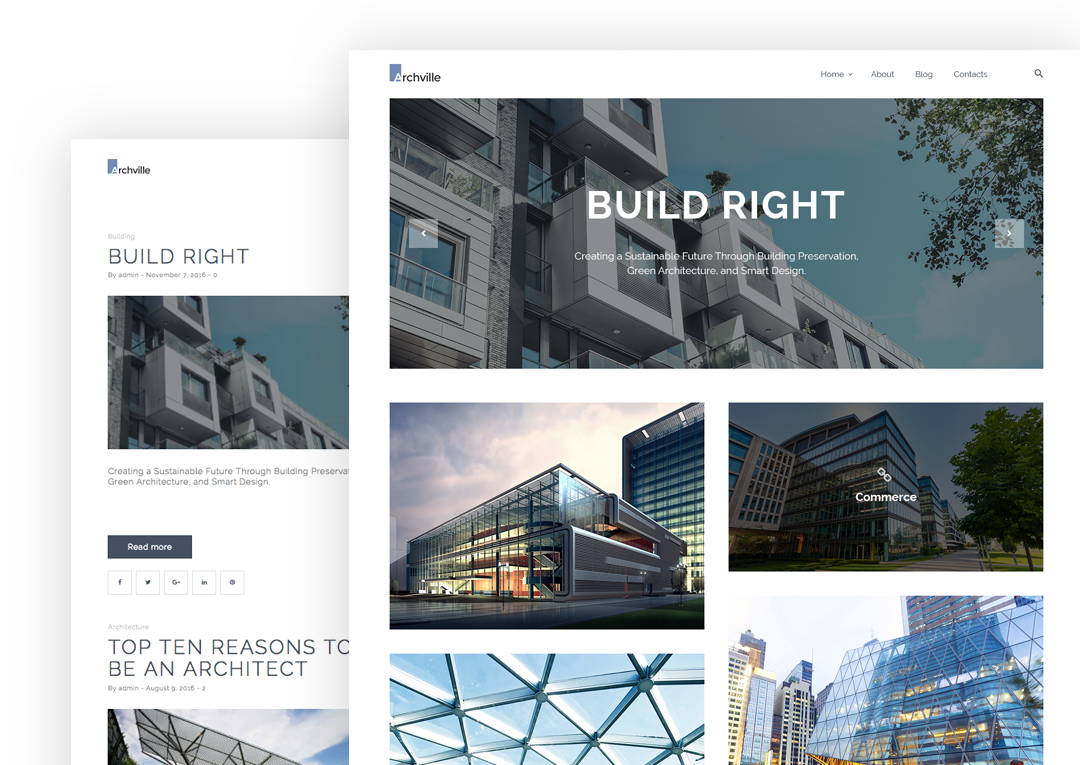 Archville
Home
About
Blog
Contacts
BUILD RIGHT
Creating a Sustainable Future Through Building Preservation,
Green Architecture, and Smart Design.
Commerce
Archville
Building
BUILD RIGHT
By admin - November 7, 2016 - 0
Creating a Sustainable Future Through Building Preservat
Green Architecture, and Smart Design.
Read more
f
G+
in
Architecture
TOP TEN REASONS TO
BE AN ARCHITECT
By admin - August 9, 2016 - 2